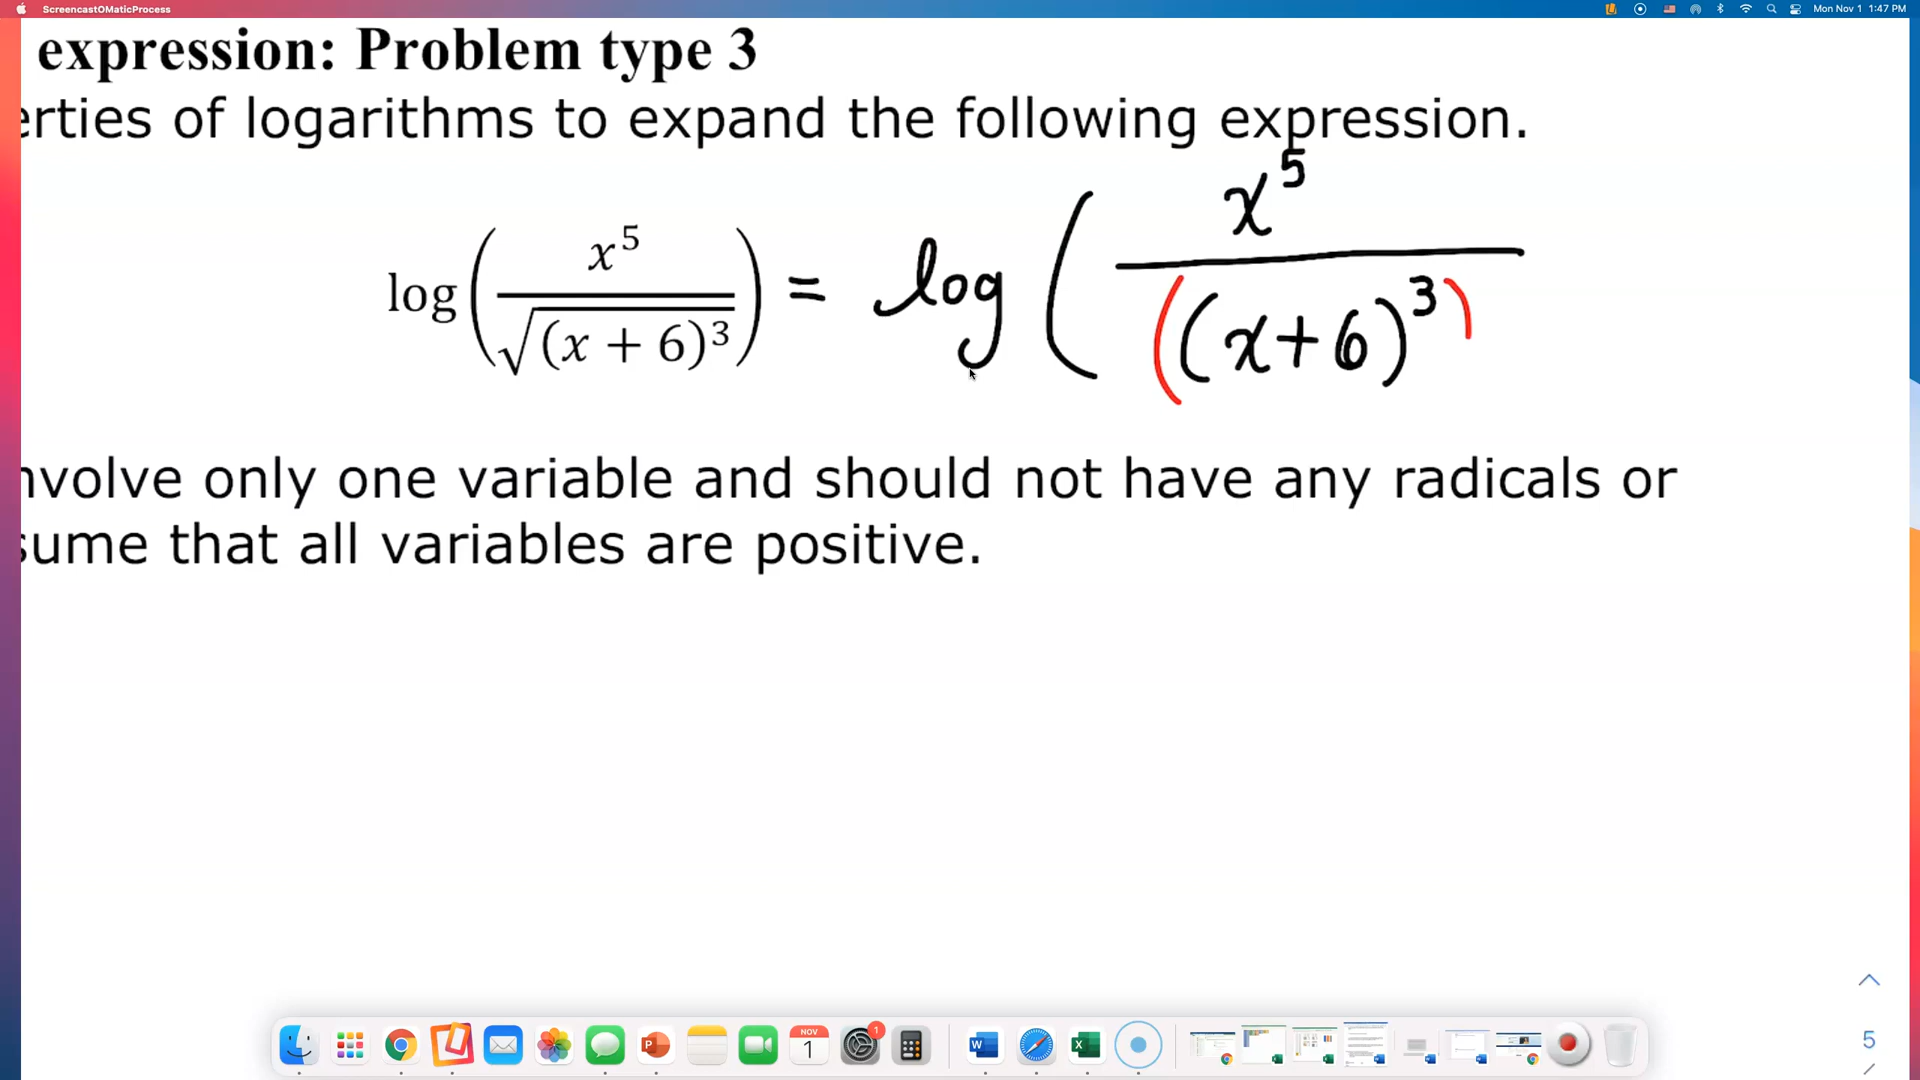 ScreencastOMaticProcess Mon Nov 1 1:47 PM
expression: Problem type 3
erties of logarithms to expand the following expression.
log(x^5/√((x + 6)^3)) = log(x^5/((x+6)^3)
nvolve only one variable and should not have any radicals or
sume that all variables are positive.
5
NOV
1
1